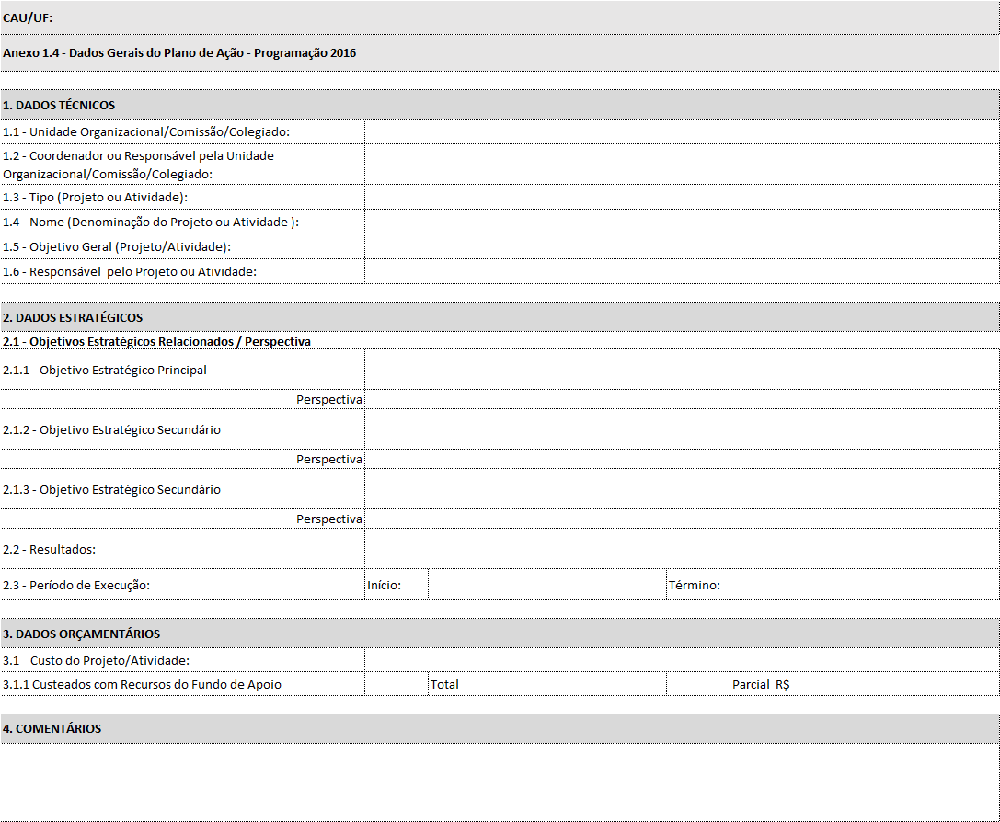 CAU/UF:
Anexo 1.4 - Dados Gerais do Plano de Ação - Programação 2016
1. DADOS TÉCNICOS
1.1 - Unidade Organizacional/Comissão/Colegiado:
1.2 - Coordenador ou Responsável pela Unidade
Organizacional/Comissão/Colegiado:
1.3 - Tipo (Projeto ou Atividade):
1.4 - Nome (Denominação do Projeto ou Atividade ):
1.5 - Objetivo Geral (Projeto/Atividade):
1.6 - Responsável  pelo Projeto ou Atividade:
2. DADOS ESTRATÉGICOS
2.1 - Objetivos Estratégicos Relacionados / Perspectiva
2.1.1 - Objetivo Estratégico Principal
Perspectiva
2.1.2 - Objetivo Estratégico Secundário
Perspectiva
2.1.3 - Objetivo Estratégico Secundário
Perspectiva
2.2 - Resultados:
2.3 - Período de Execução: Início: Término:
3. DADOS ORÇAMENTÁRIOS
3.1   Custo do Projeto/Atividade:
3.1.1 Custeados com Recursos do Fundo de Apoio Total Parcial  R$
4. COMENTÁRIOS